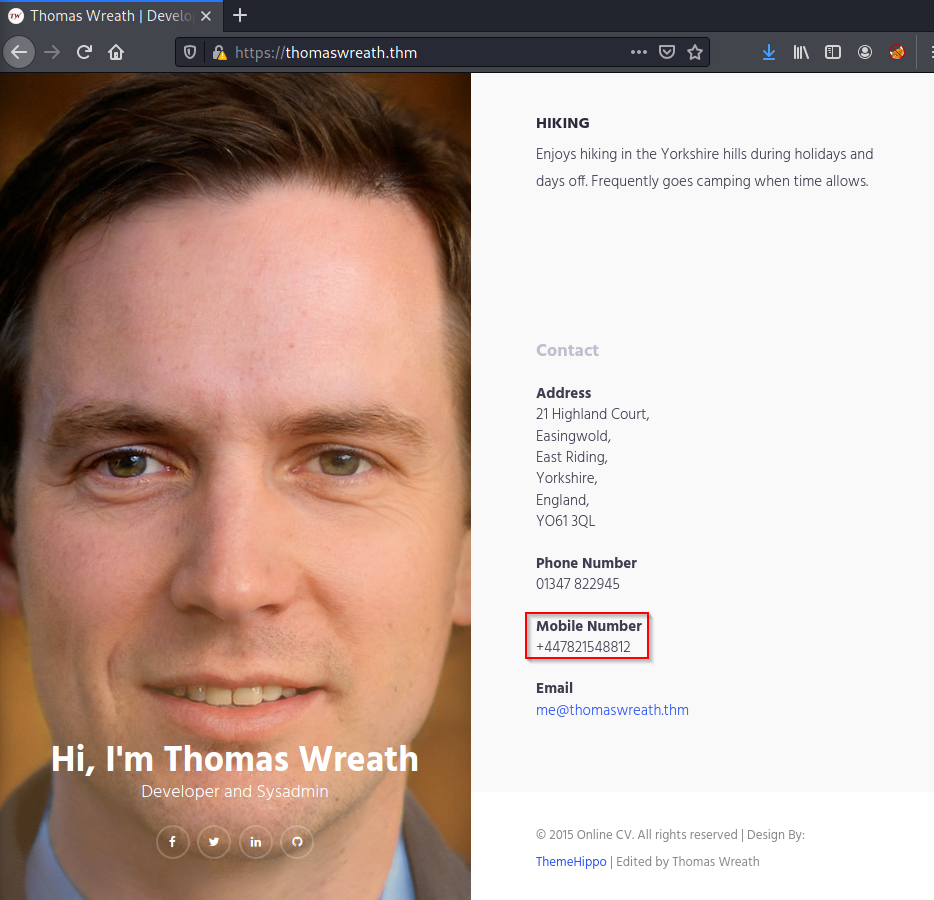 Thomas Wreath | Develo
https://thomaswreath.thm
HIKING
Enjoys hiking in the Yorkshire hills during holidays and
days off. Frequently goes camping when time allows.
Contact
Address
21 Highland Court,
Easingwold,
East Riding,
Yorkshire,
England,
YO61 3QL
Phone Number
01347 822945
Mobile Number
+447821548812
Email
me@thomaswreath.thm
Hi, I'm Thomas Wreath
Developer and Sysadmin
© 2015 Online CV. All rights reserved | Design By:
ThemeHippo | Edited by Thomas Wreath